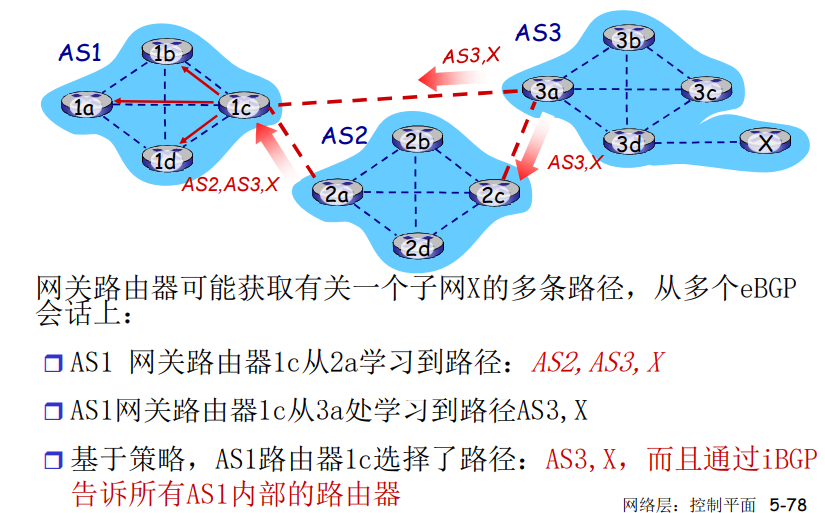 AS1
1b
1a
1c
1d
AS2,AS3,X
AS3,X
AS3
3b
3a
3c
3d
X
AS3,X
AS2
2b
2a
2c
2d
网关路由器可能获取有关一个子网X的多条路径，从多个eBGP
会话上：
AS1 网关路由器1c从2a学习到路径：AS2,AS3,X
AS1网关路由器1c从3a处学习到路径AS3,X
基于策略，AS1路由器1c选择了路径：AS3,X，而且通过iBGP
告诉所有AS1内部的路由器
网络层：控制平面 5-78